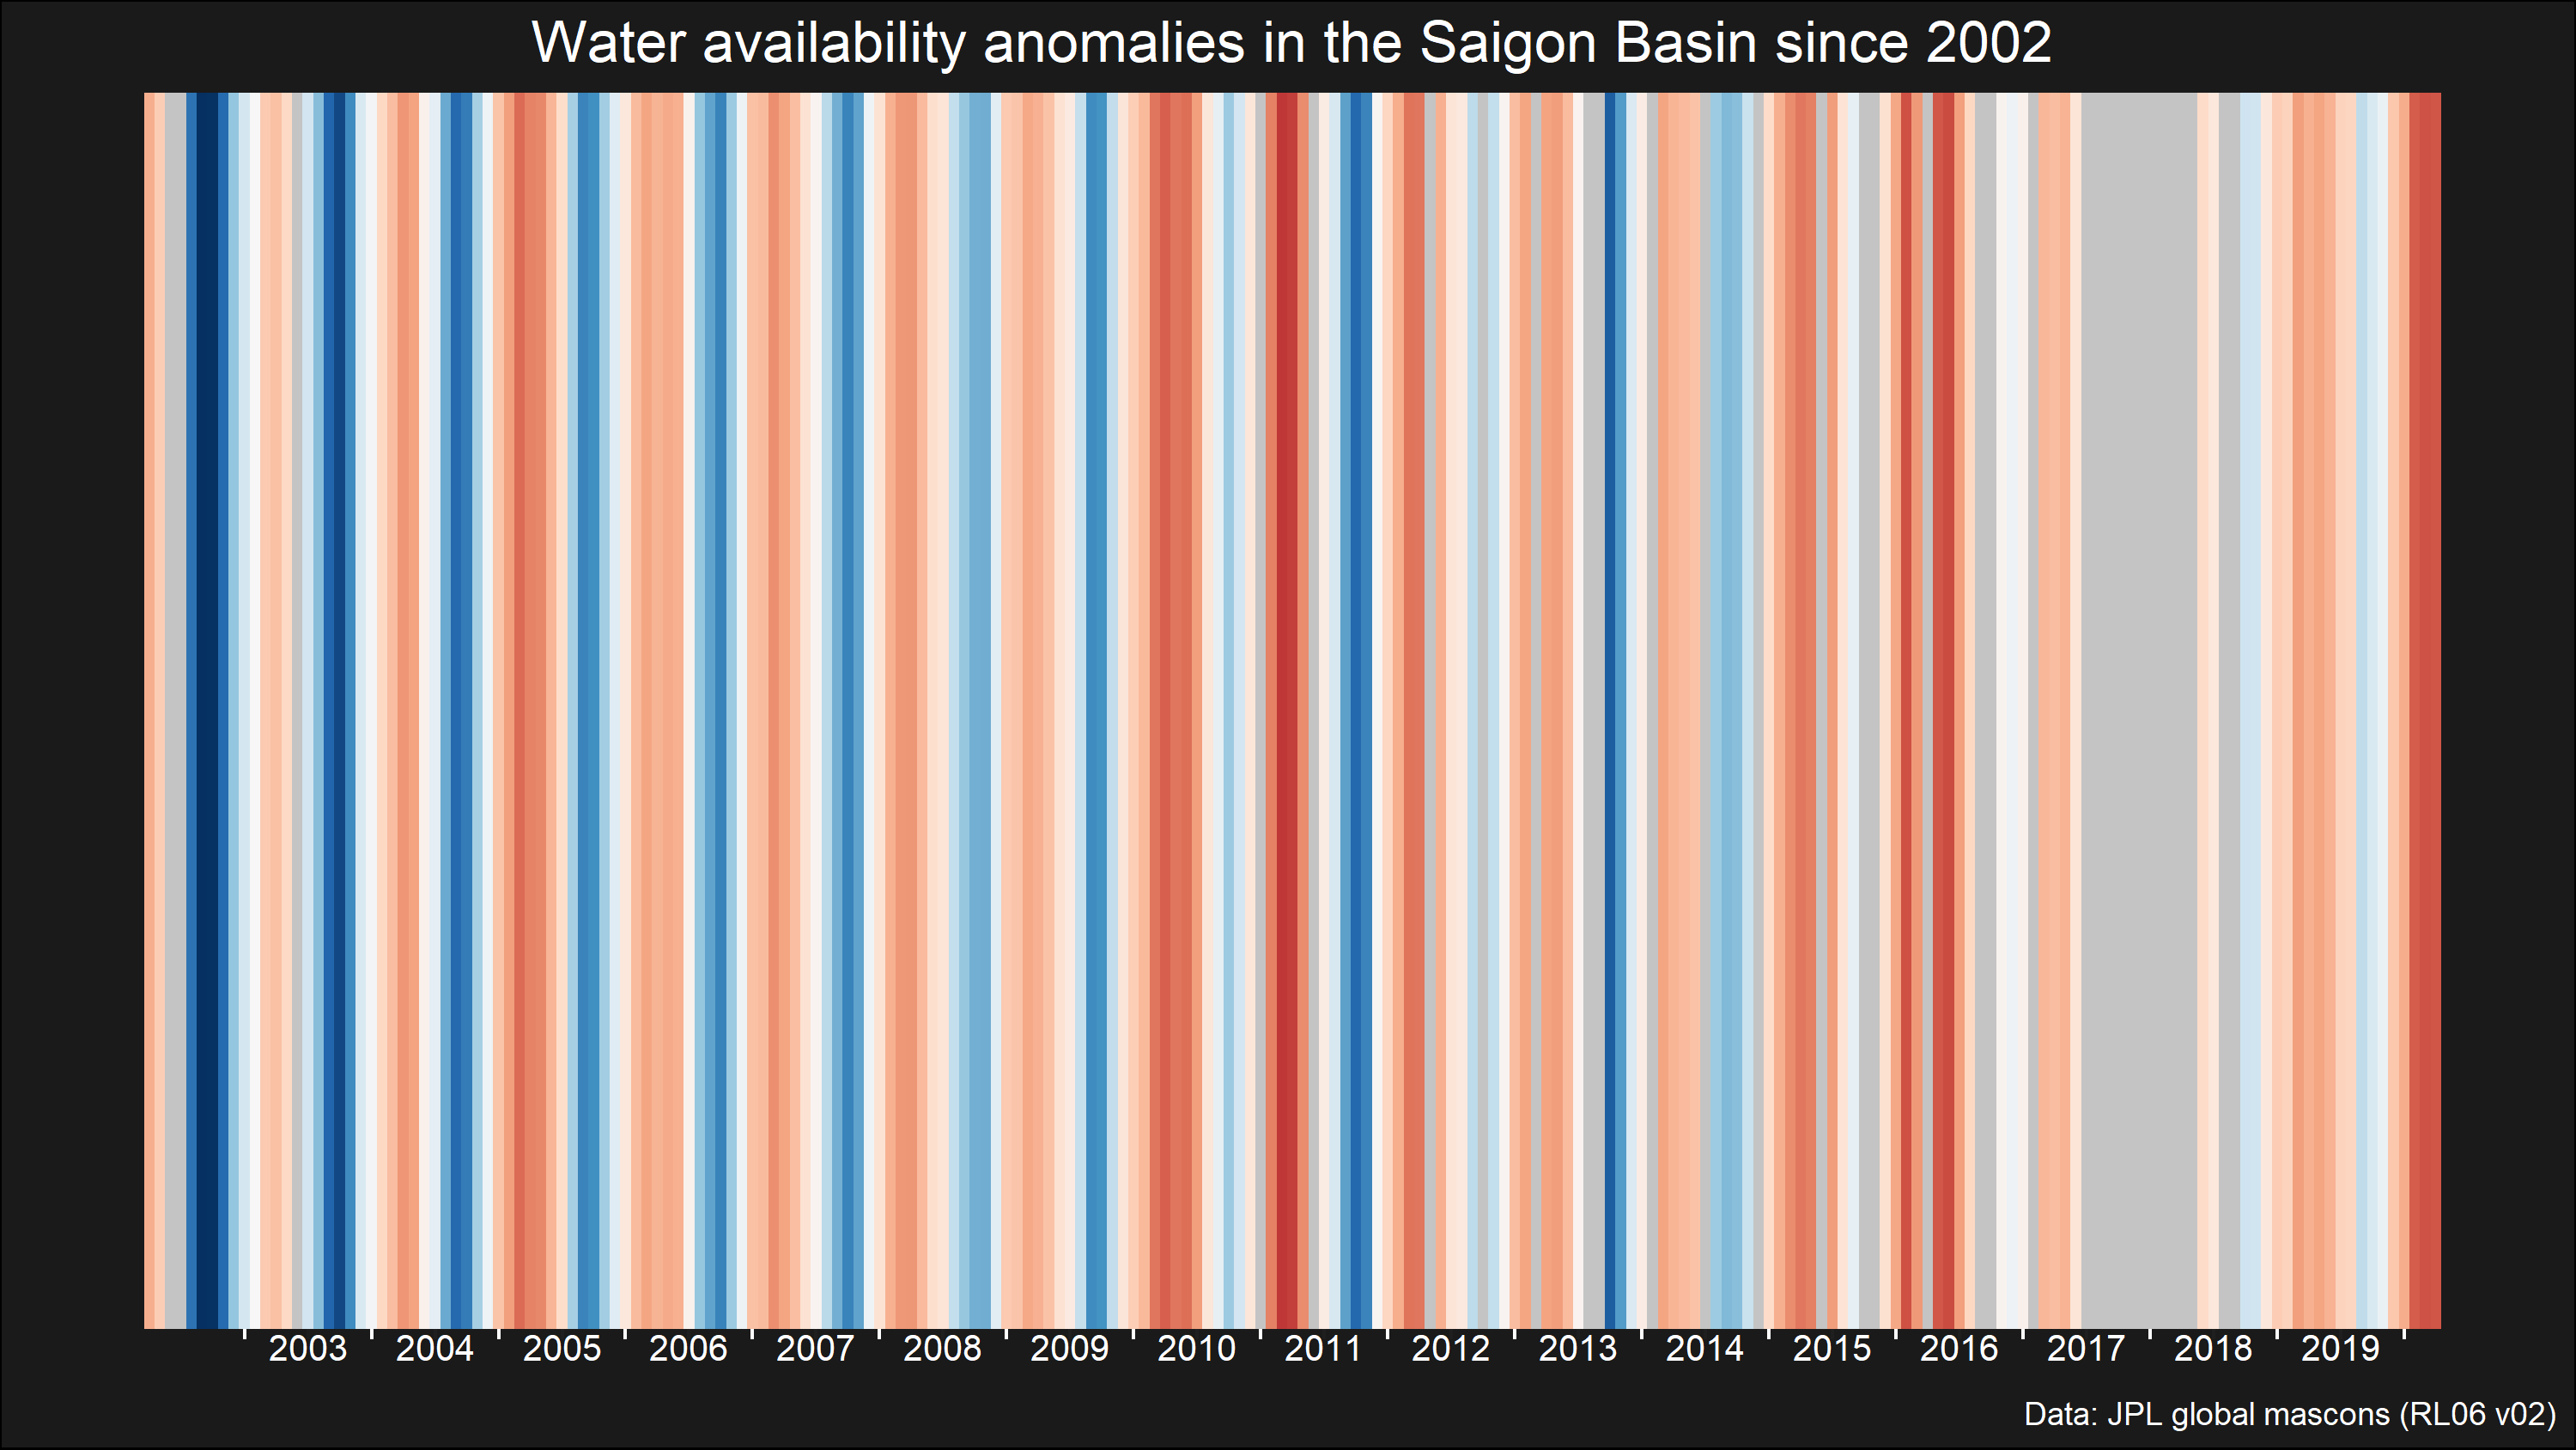 Water availability anomalies in the Saigon Basin since 2002
2003 2004 2005 2006 2007 2008 2009 2010 2011 2012 2013 2014 2015 2016 2017 2018 2019
Data: JPL global mascons (RL06 v02)